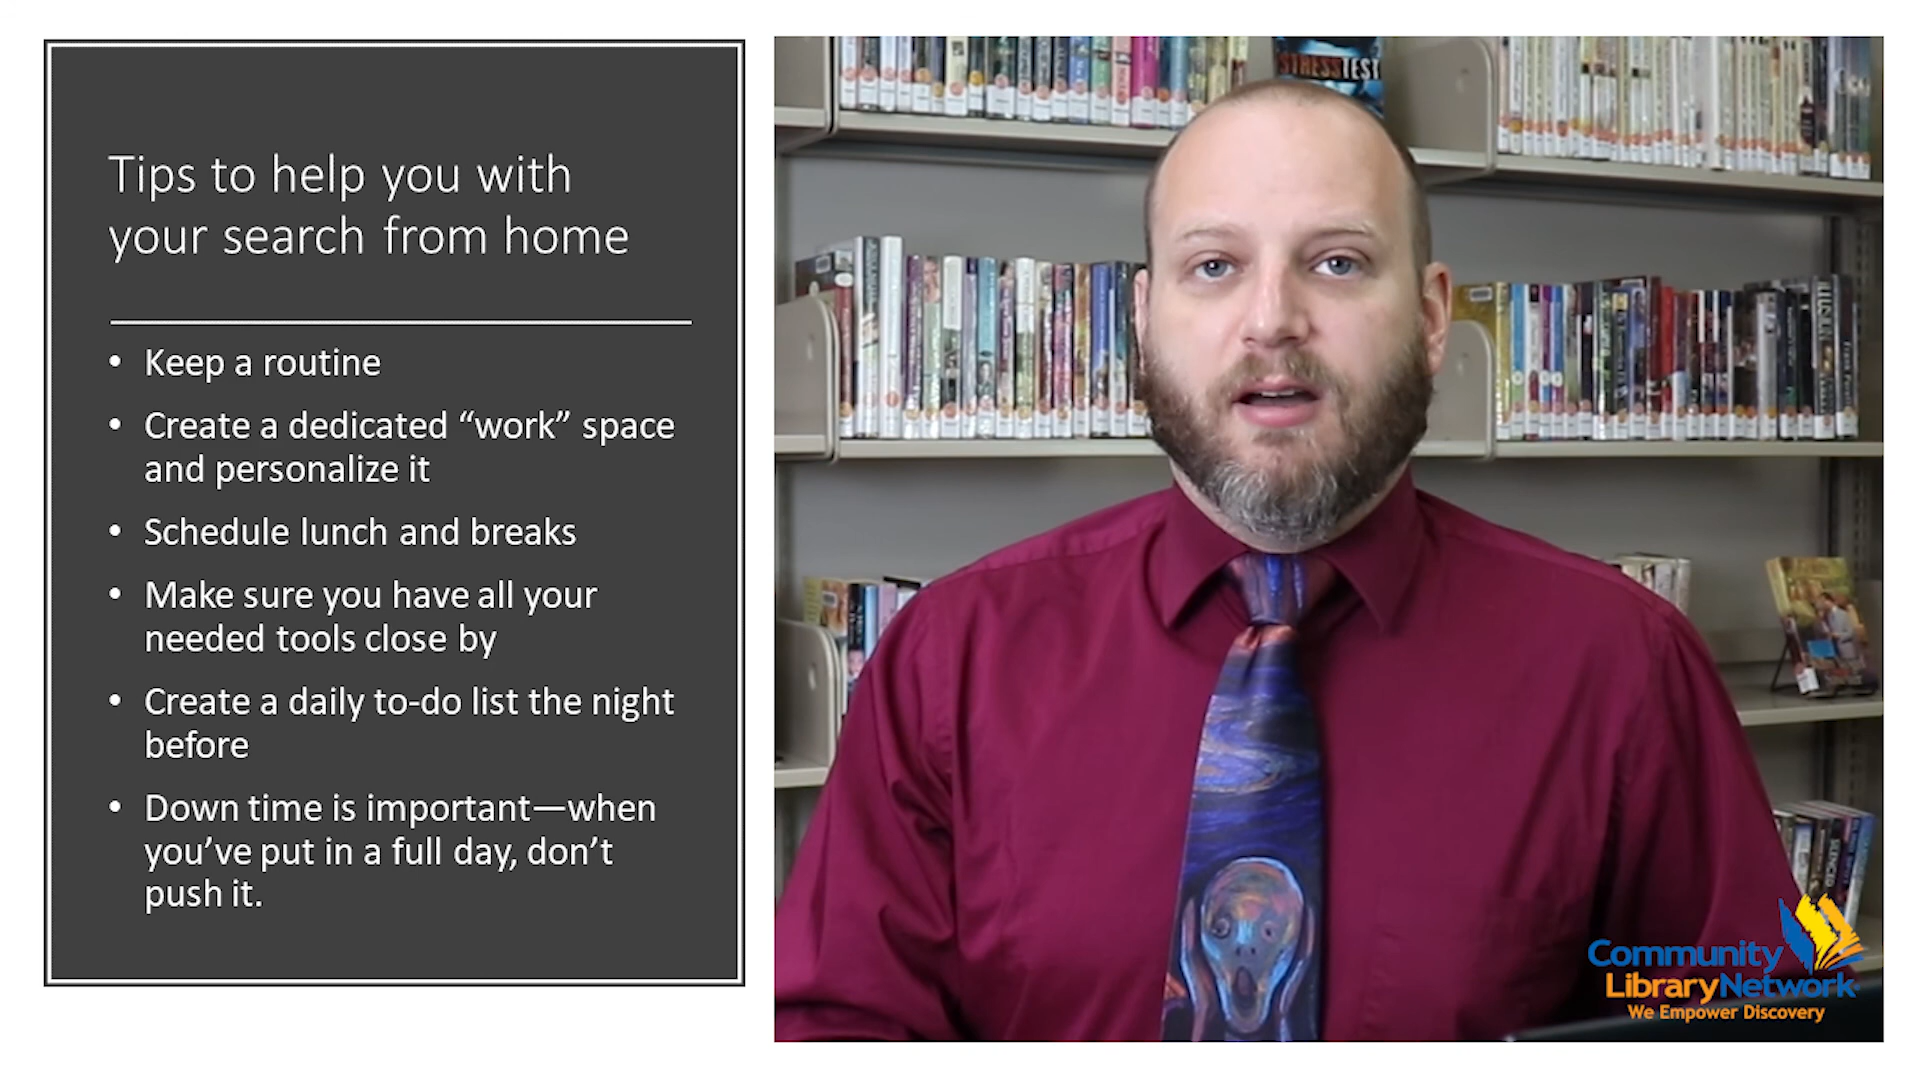 Tips to help you with
your search from home
• Keep a routine
• Create a dedicated “work” space
and personalize it
• Schedule lunch and breaks
• Make sure you have all your
needed tools close by
• Create a daily to-do list the night
before
• Down time is important—when
you’ve put in a full day, don’t
push it.
STRESS TEST
Community
LibraryNetwork
We Empower Discovery